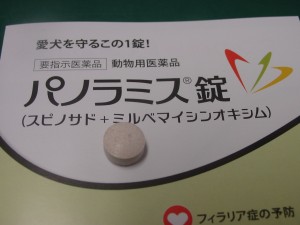 愛犬を守るこの1錠!
要指示医薬品 動物用医薬品
パノラミス®錠
(スピノサド+ミルベマイシンオキシム)
フィラリア症の予防